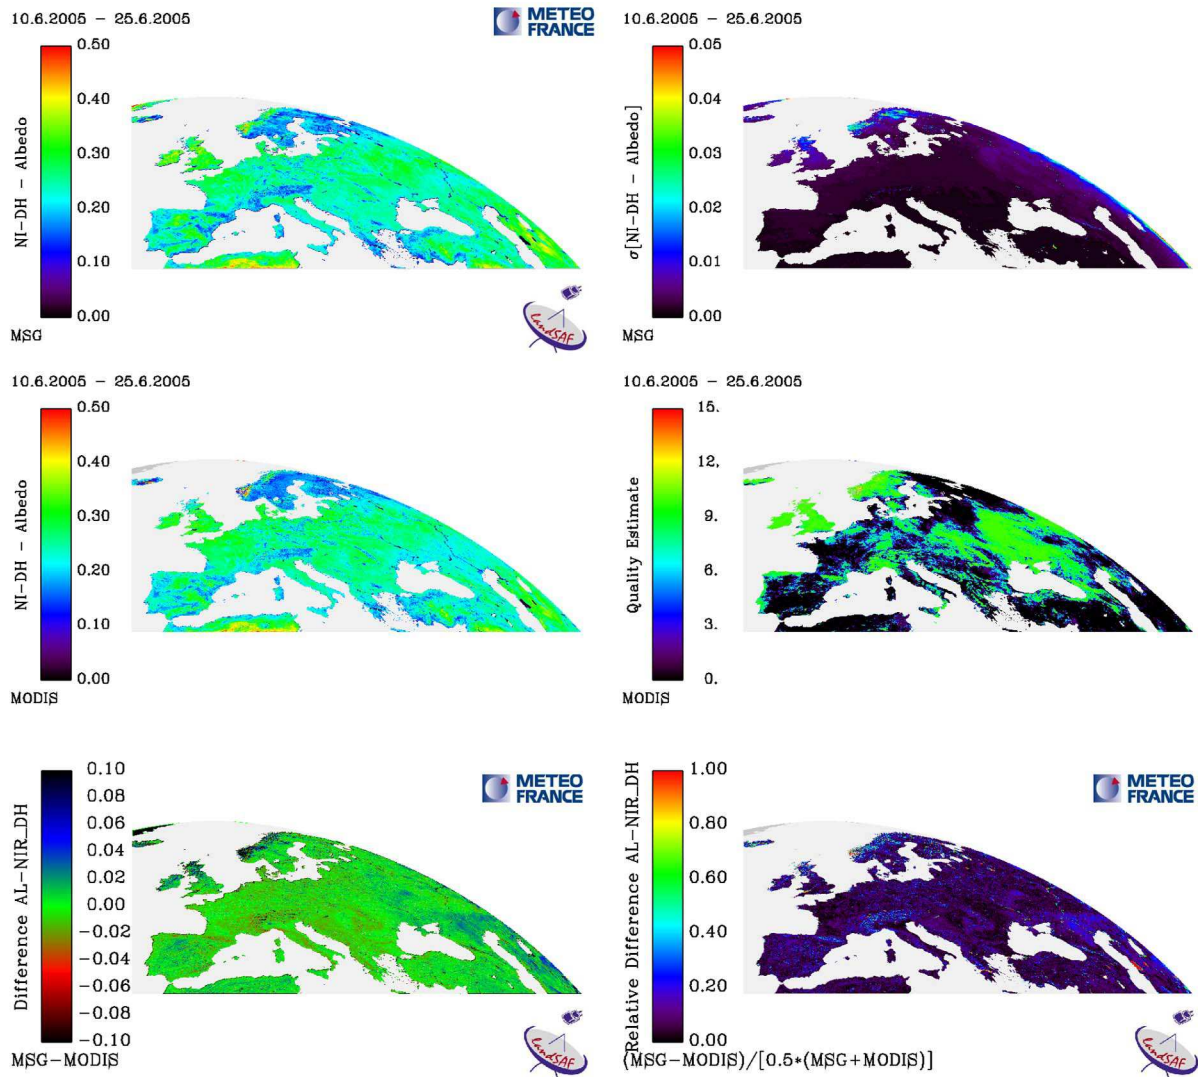 10.6.2005 - 25.6.2005
METEO
FRANCE
0.50
0.40
0.30
0.20
0.10
0.00
NI-DH - Albedo
MSG
LandSAF
10.6.2005 - 25.6.2005
0.05
0.04
0.03
0.02
0.01
0.00
σ[NI-DH - Albedo]
MSG
10.6.2005 - 25.6.2005
0.50
0.40
0.30
0.20
0.10
0.00
NI-DH - Albedo
MODIS
10.6.2005 - 25.6.2005
15.
12.
9.
6.
3.
0.
Quality Estimate
MODIS
0.10
0.08
0.06
0.04
0.02
0.00
-0.02
-0.04
-0.06
-0.08
-0.10
Difference AL-NIR_DH
MSG-MODIS
METEO
FRANCE
LandSAF
1.00
0.80
0.60
0.40
0.20
0.00
Relative Difference AL-NIR_DH
(MSG-MODIS)/[0.5*(MSG+MODIS)]
METEO
FRANCE
LandSAF